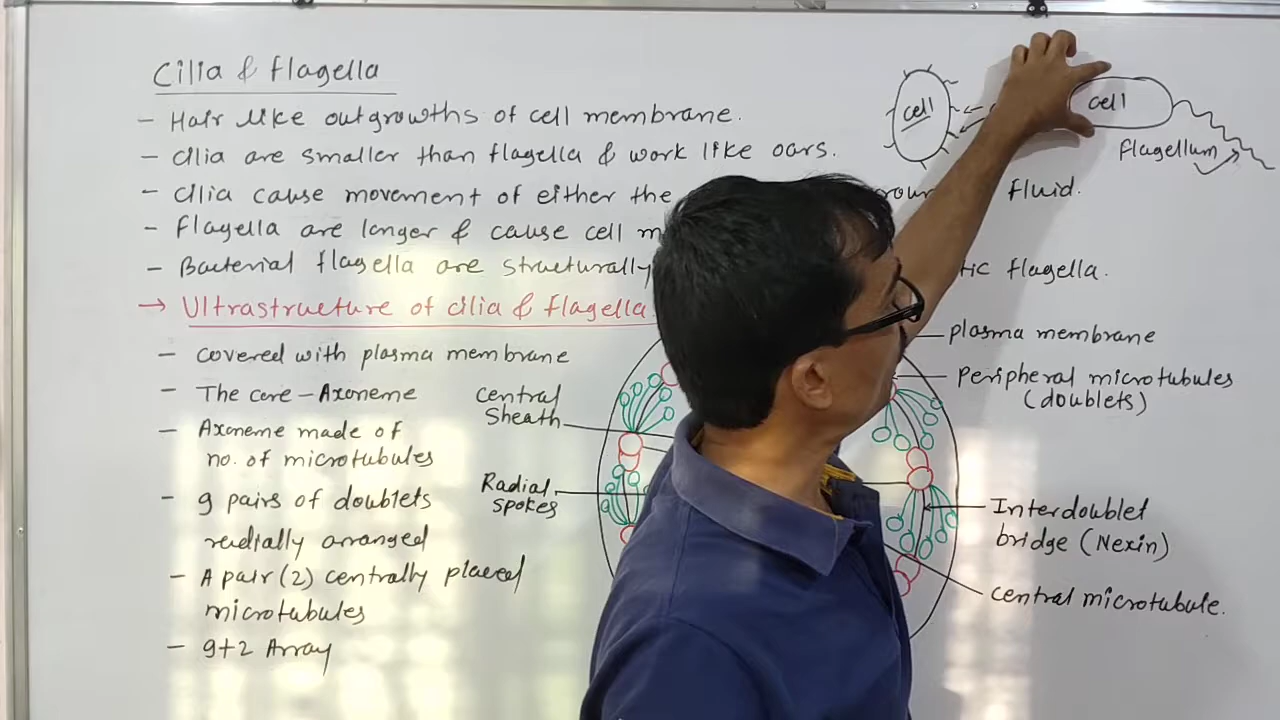 Cilia & flagella
- Hair like outgrowths of cell membrane.
- Cilia are smaller than flagella & work like oars.
- Cilia cause movement of either the
fluid.
- flagella are longer & cause cell m
- Bacterial flagella are structurally
tic flagella.
→ Ultrastructure of cilia & flagella
- covered with plasma membrane
- The core - Axoneme
- Axoneme made of
no. of microtubules
- 9 pairs of doublets
radially arranged
- A pair (2) centrally placed
microtubules
- 9+2 Array
cell
cell
flagellum
central
Sheath
Radial
spokes
plasma membrane
Peripheral microtubules
(doublets)
Interdoublet
bridge (Nexin)
central microtubule.